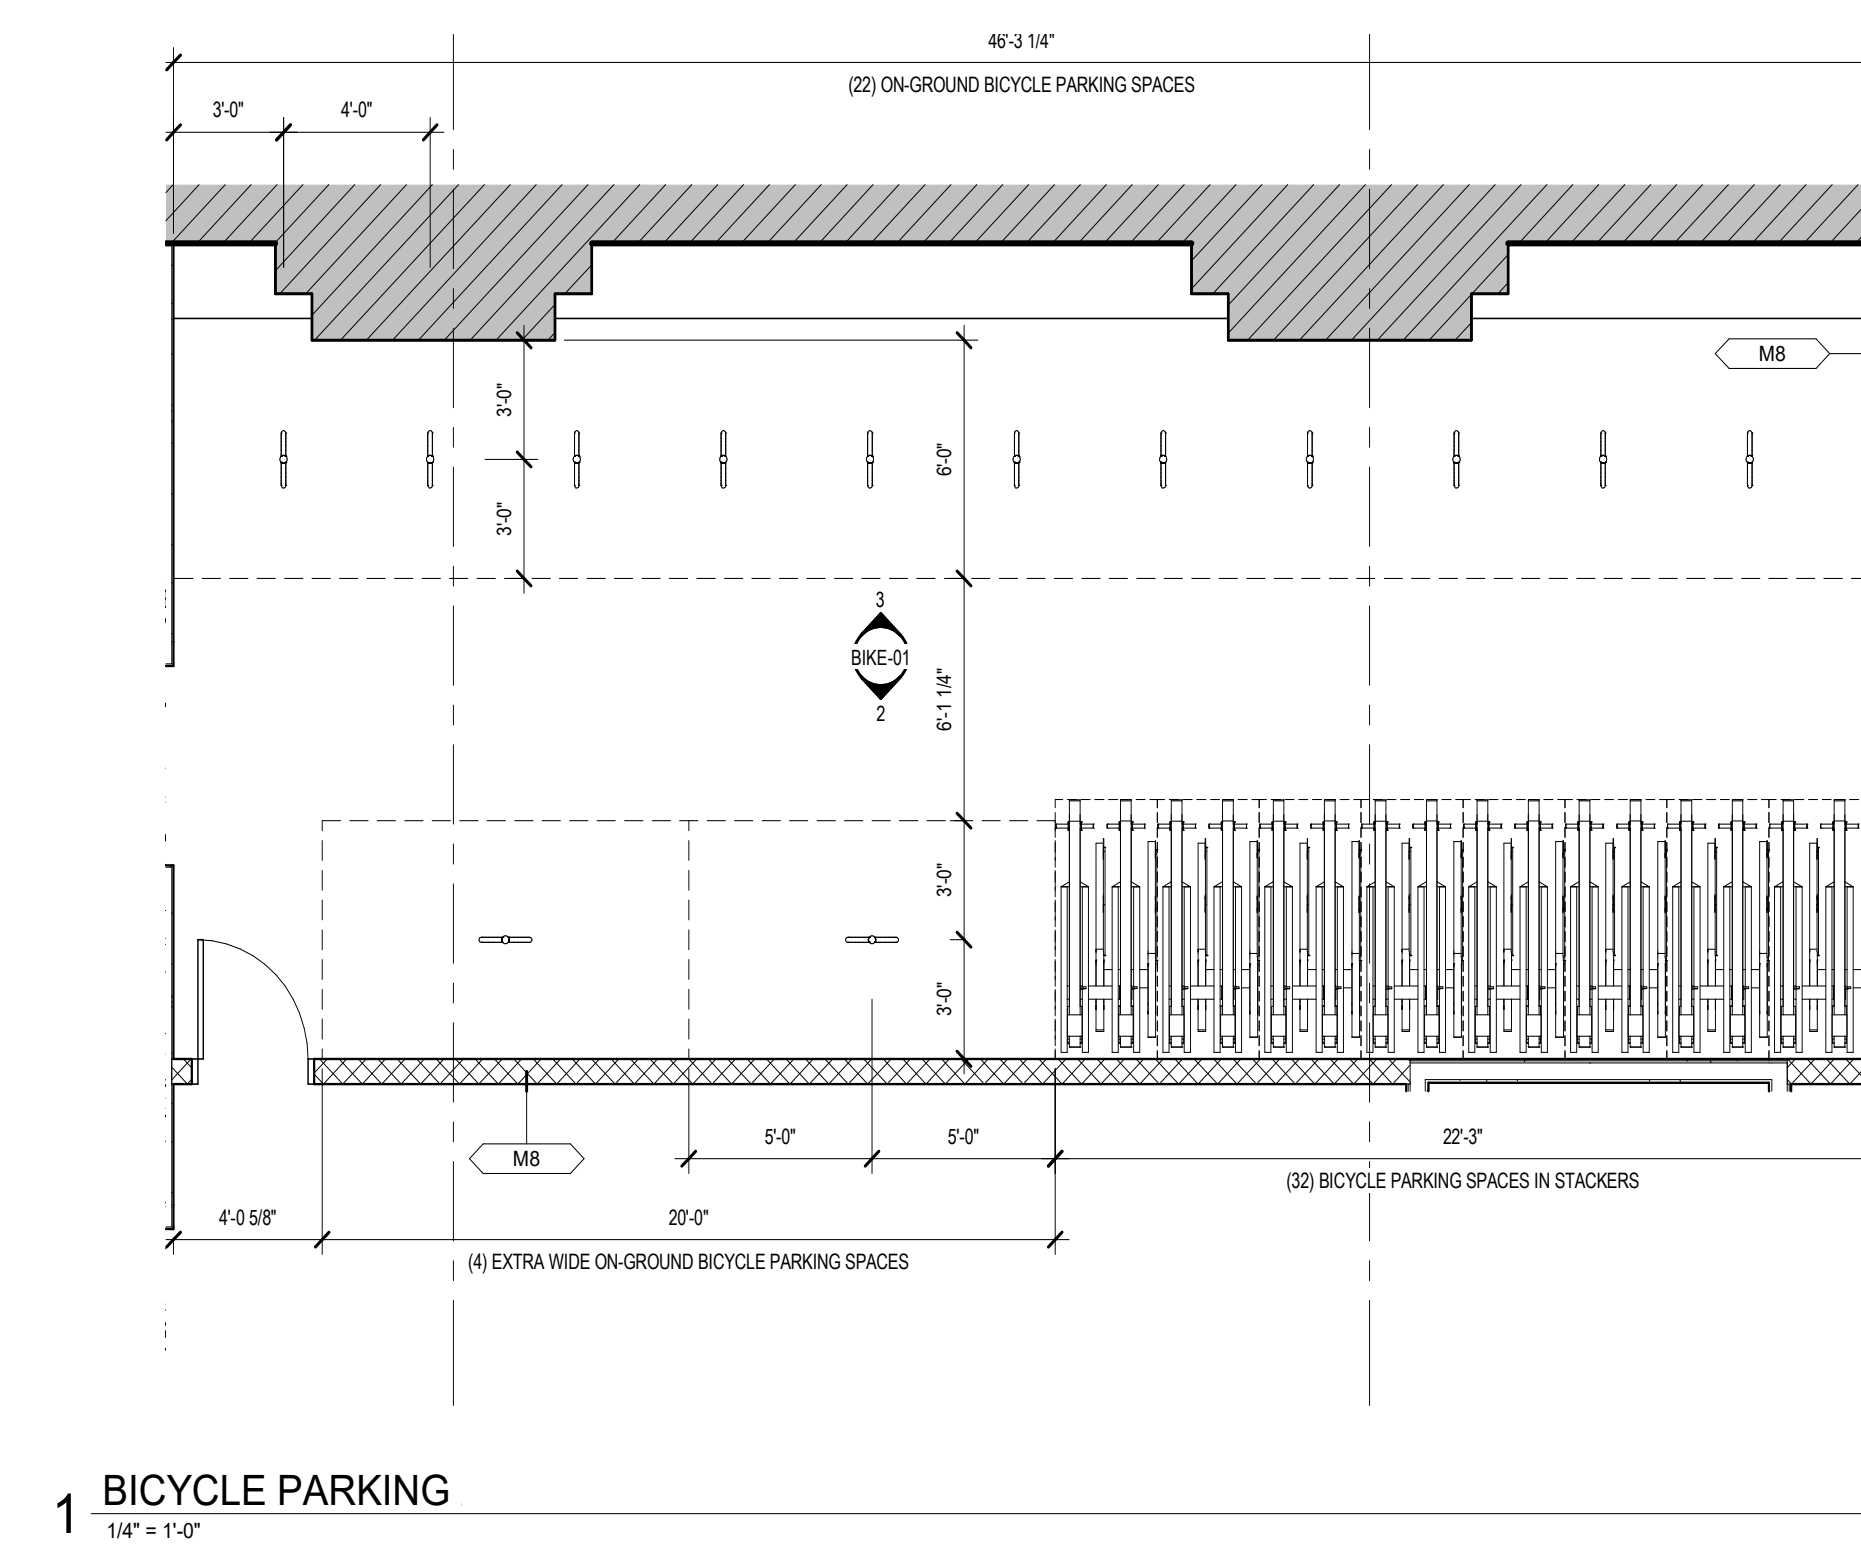 46'-3 1/4"
(22) ON-GROUND BICYCLE PARKING SPACES
3'-0"
4'-0"
M8
3'-0"
6'-0"
3'-0"
3
BIKE-01
2
6'-1 1/4"
3'-0"
3'-0"
5'-0"
5'-0"
22'-3"
M8
(32) BICYCLE PARKING SPACES IN STACKERS
4'-0 5/8"
20'-0"
(4) EXTRA WIDE ON-GROUND BICYCLE PARKING SPACES
1 BICYCLE PARKING
1/4" = 1'-0"